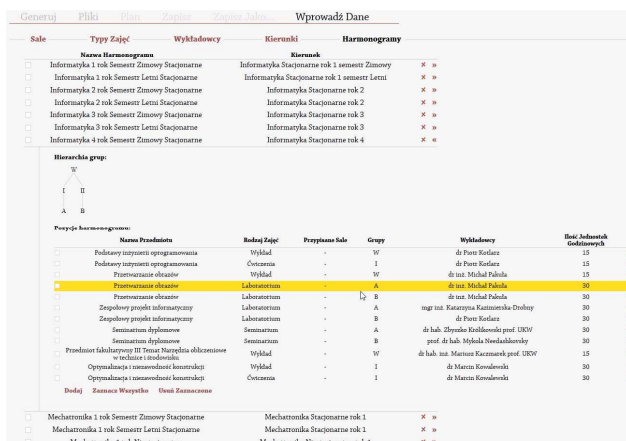 Generuj Pliki Plan Zapisz Zapisz Jako... Wprowadź Dane
Sale Typy Zajęć Wykładowcy Kierunki Harmonogramy
Nazwa Harmonogramu Kierunek
Informatyka 1 rok Semestr Zimowy Stacjonarne Informatyka Stacjonarne rok 1 semestr Zimowy × »
Informatyka 1 rok Semestr Letni Stacjonarne Informatyka Stacjonarne rok 1 semestr Letni × »
Informatyka 2 rok Semestr Zimowy Stacjonarne Informatyka Stacjonarne rok 2 × »
Informatyka 2 rok Semestr Letni Stacjonarne Informatyka Stacjonarne rok 2 × »
Informatyka 3 rok Semestr Zimowy Stacjonarne Informatyka Stacjonarne rok 3 × »
Informatyka 3 rok Semestr Letni Stacjonarne Informatyka Stacjonarne rok 3 × »
Informatyka 4 rok Semestr Zimowy Stacjonarne Informatyka Stacjonarne rok 4 × «
Hierarchia grup:
W
I II
A B
Pozycje harmonogramu:
Nazwa Przedmiotu Rodzaj Zajęć Przypisane Sale Grupy Wykładowcy Ilość Jednostek Godzinowych
Podstawy inżynierii oprogramowania Wykład - W dr Piotr Kotlarz 15
Podstawy inżynierii oprogramowania Ćwiczenia - I dr Piotr Kotlarz 15
Przetwarzanie obrazów Wykład - W dr inż. Michał Pakuła 15
Przetwarzanie obrazów Laboratorium - A dr inż. Michał Pakuła 30
Przetwarzanie obrazów Laboratorium - B dr inż. Michał Pakuła 30
Zespołowy projekt informatyczny Laboratorium - A mgr inż. Katarzyna Kazimierska-Drobny 30
Zespołowy projekt informatyczny Laboratorium - B dr Piotr Kotlarz 30
Seminarium dyplomowe Seminarium - A dr hab. Zbyszko Królikowski prof. UKW 30
Seminarium dyplomowe Seminarium - B prof. dr hab. Mykola 30
Przedmiot fakultatywny III Temat Narzędzia obliczeniowe w technice i środowisku Wykład - W dr hab. inż. Mariusz Kaczmarek prof. UKW 15
Optymalizacja i niezawodność konstrukcji Wykład - I dr Marcin Kowalewski 30
Optymalizacja i niezawodność konstrukcji Ćwiczenia - I dr Marcin Kowalewski 30
Dodaj Zaznacz Wszystko Usuń Zaznaczone
Mechatronika 1 rok Semestr Zimowy Stacjonarne Mechatronika Stacjonarne rok 1 × »
Mechatronika 1 rok Semestr Letni Stacjonarne Mechatronika Stacjonarne rok 1 × »